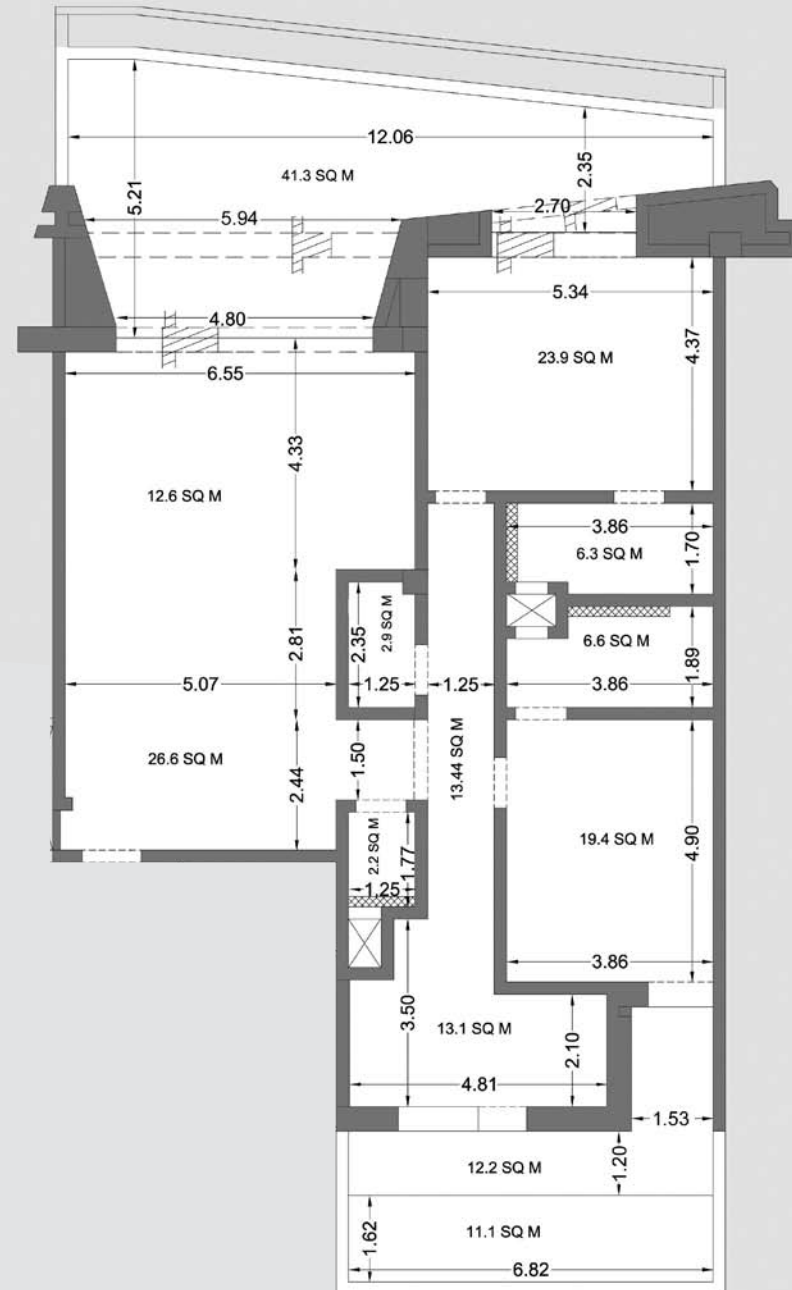 12.06
41.3 SQ M
5.21
2.35
5.94
2.70
4.80
5.34
6.55
4.37
23.9 SQ M
4.33
12.6 SQ M
3.86
6.3 SQ M
1.70
2.81
2.35
2.9 SQ M
1.25
1.25
6.6 SQ M
3.86
1.89
5.07
26.6 SQ M
2.44
1.50
13.44 SQ M
2.2 SQ M
1.77
1.25
19.4 SQ M
4.90
3.86
3.50
13.1 SQ M
2.10
4.81
1.53
12.2 SQ M
1.20
1.62
11.1 SQ M
6.82